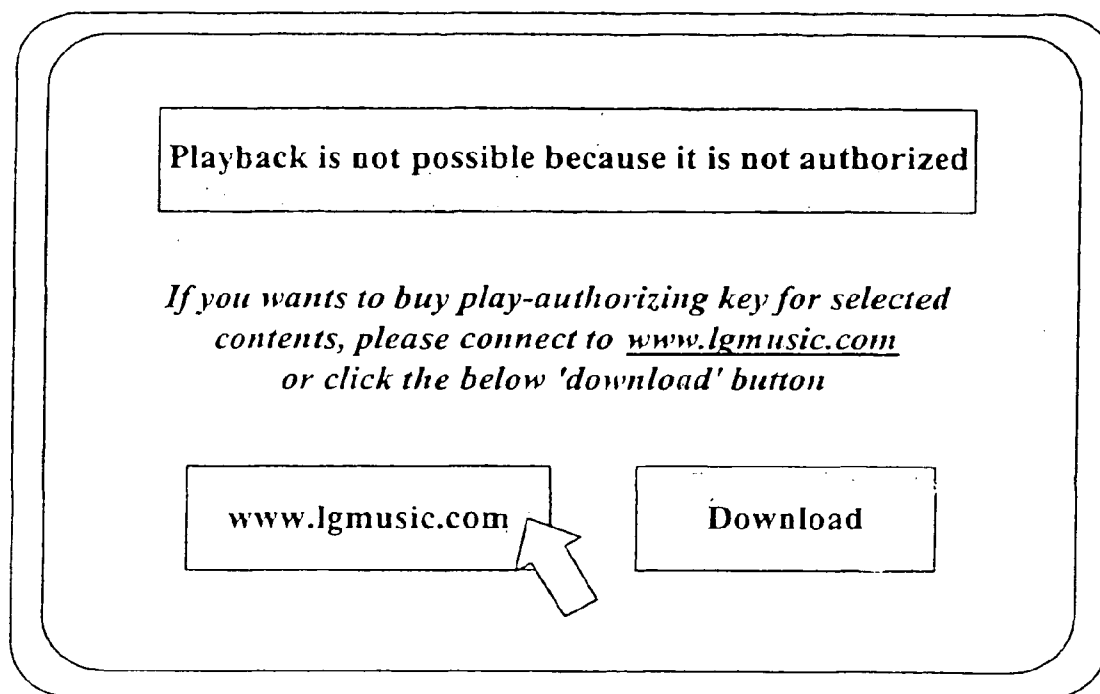 Playback is not possible because it is not authorized
If you wants to buy play-authorizing key for selected
contents, please connect to www.lgmusic.com
or click the below 'download' button
www.lgmusic.com
Download